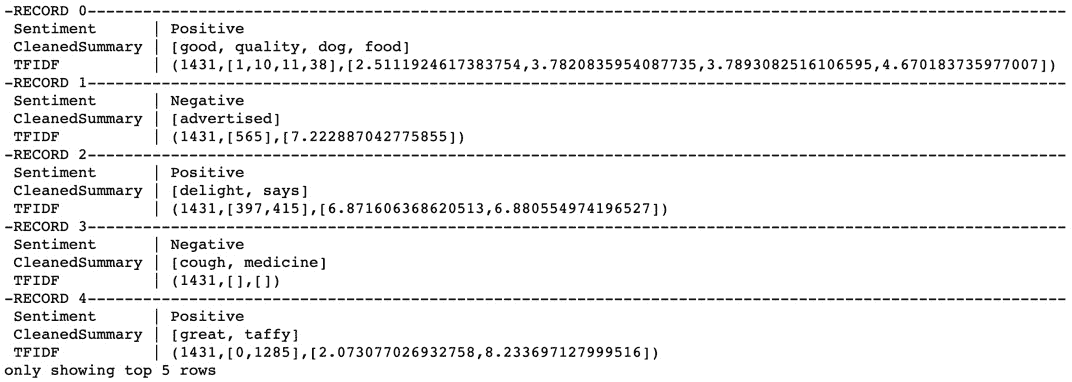 -RECORD 0------------------------------------------------------------------------------------------------------------
 Sentiment      | Positive
 CleanedSummary | [good, quality, dog, food]
 TFIDF          | (1431,[1,10,11,38],[2.5111924617383754,3.7820835954087735,3.7893082516106595,4.670183735977007])
-RECORD 1------------------------------------------------------------------------------------------------------------
 Sentiment      | Negative
 CleanedSummary | [advertised]
 TFIDF          | (1431,[565],[7.222887042775855])
-RECORD 2------------------------------------------------------------------------------------------------------------
 Sentiment      | Positive
 CleanedSummary | [delight, says]
 TFIDF          | (1431,[397,415],[6.871606368620513,6.880554974196527])
-RECORD 3------------------------------------------------------------------------------------------------------------
 Sentiment      | Negative
 CleanedSummary | [cough, medicine]
 TFIDF          | (1431,[],[])
-RECORD 4------------------------------------------------------------------------------------------------------------
 Sentiment      | Positive
 CleanedSummary | [great, taffy]
 TFIDF          | (1431,[0,1285],[2.073077026932758,8.233697127999516])
only showing top 5 rows